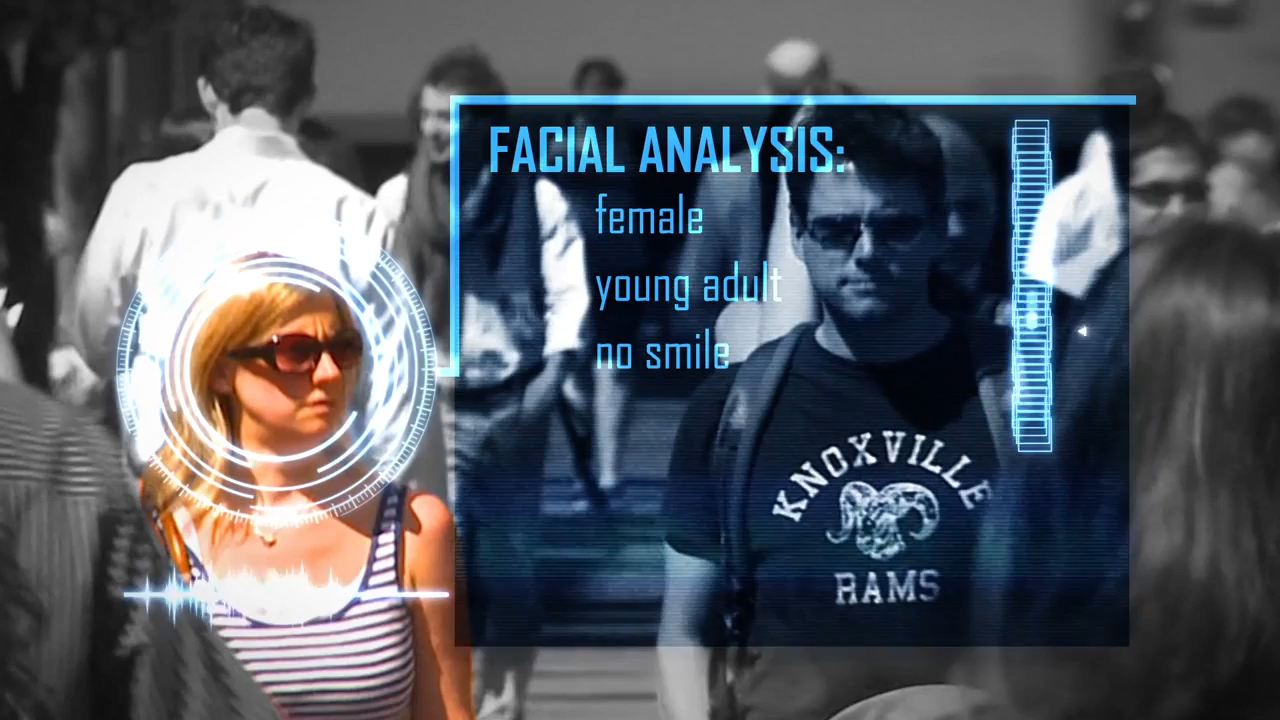 FACIAL ANALYSIS:
female
young adult
no smile
KNOXVILLE
RAMS